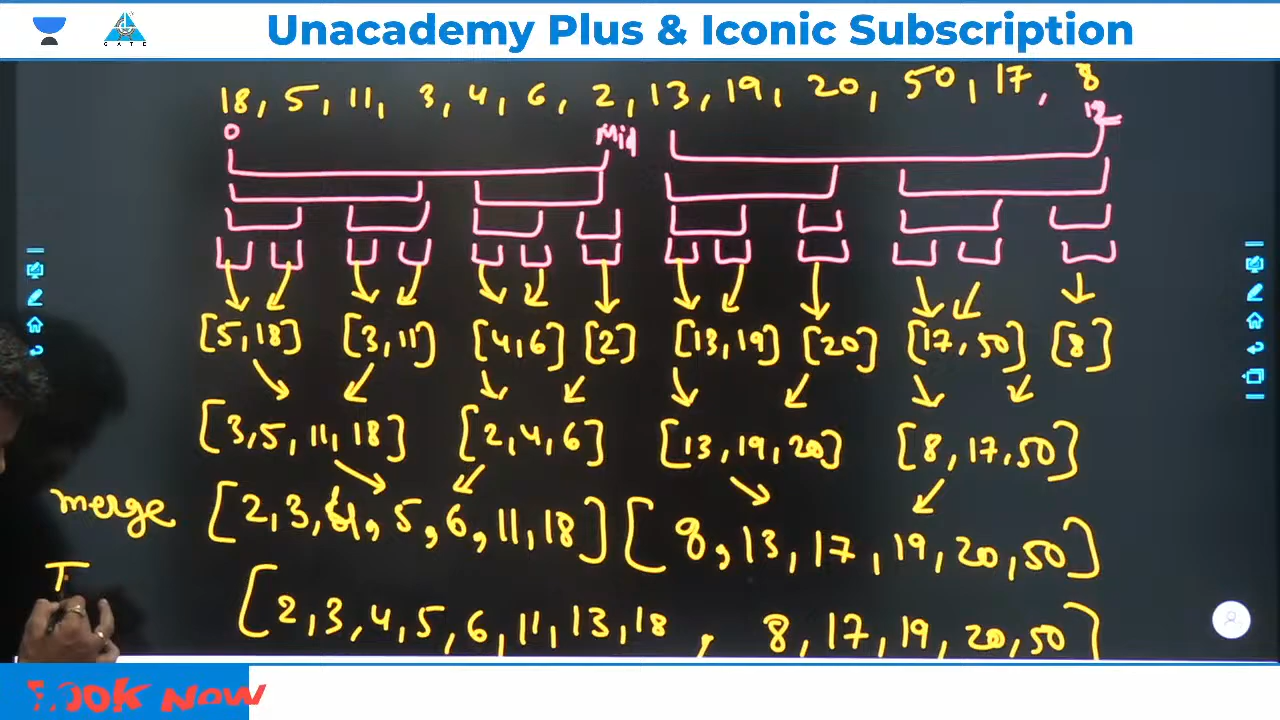 Unacademy Plus & Iconic Subscription
GATE
18, 5, 11, 3, 4, 6, 2, 13, 19, 20, 50, 17, 8
0 Mid 12
[5,18] [3,11] [4,6] [2] [13,19] [20] [17,50] [8]
[3,5,11,18] [2,4,6] [13,19,20] [8,17,50]
merge [2,3,4,5,6,11,18] [8,13,17,19,20,50]
[2,3,4,5,6,11,13,18, 8,17,19,20,50]
BOOK NOW